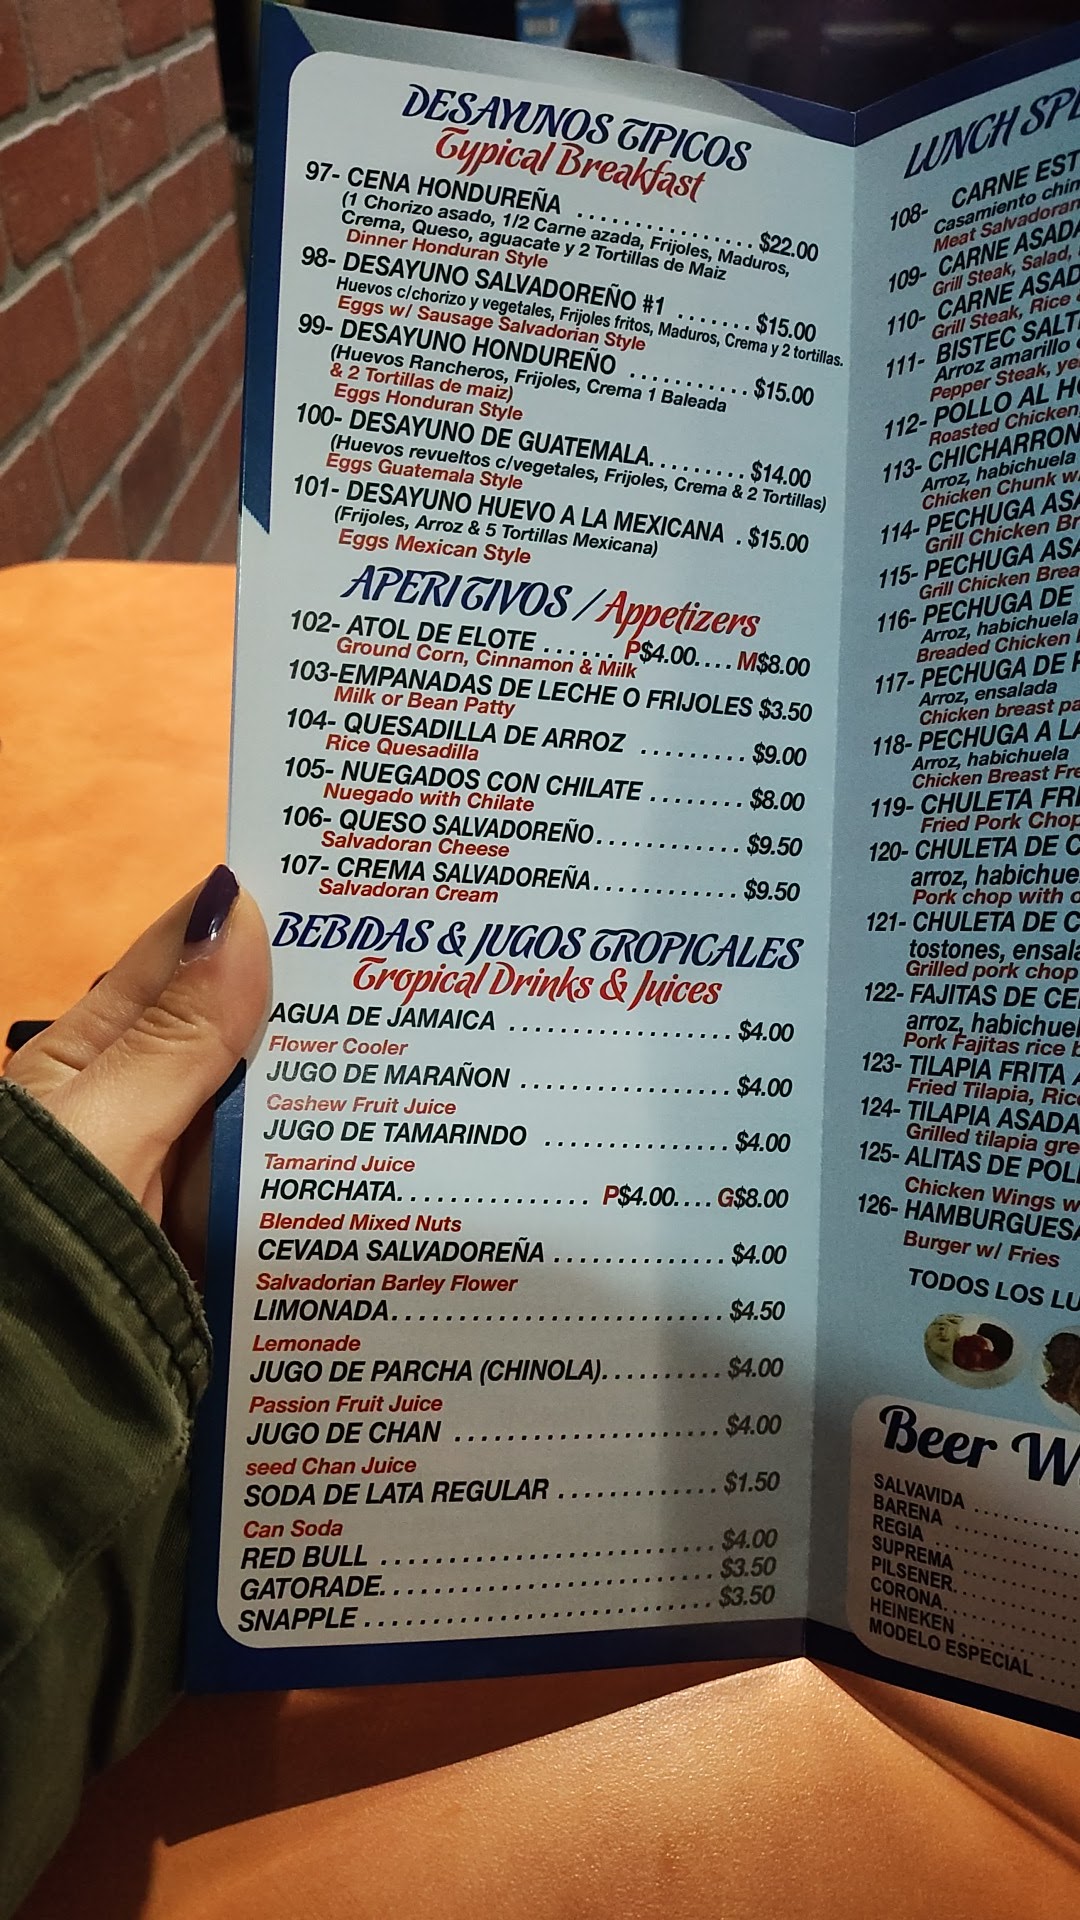 DESAYUNOS TIPICOS
Typical Breakfast
97- CENA HONDUREÑA ................ $22.00
(1 Chorizo asado, 1/2 Carne azada, Frijoles, Maduros,
Crema, Queso, aguacate y 2 Tortillas de Maiz
Dinner Honduran Style
98- DESAYUNO SALVADOREÑO #1 ....... $15.00
Huevos c/chorizo y vegetales, Frijoles fritos, Maduros, Crema y 2 tortillas.
Eggs w/ Sausage Salvadorian Style
99- DESAYUNO HONDUREÑO ........... $15.00
(Huevos Rancheros, Frijoles, Crema 1 Baleada
& 2 Tortillas de maiz)
Eggs Honduran Style
100- DESAYUNO DE GUATEMALA......... $14.00
(Huevos revueltos c/vegetales, Frijoles, Crema & 2 Tortillas)
Eggs Guatemala Style
101- DESAYUNO HUEVO A LA MEXICANA . $15.00
(Frijoles, Arroz & 5 Tortillas Mexicana)
Eggs Mexican Style
APERITIVOS / Appetizers
102- ATOL DE ELOTE ...... P$4.00.... M$8.00
Ground Corn, Cinnamon & Milk
103-EMPANADAS DE LECHE O FRIJOLES $3.50
Milk or Bean Patty
104- QUESADILLA DE ARROZ ......... $9.00
Rice Quesadilla
105- NUEGADOS CON CHILATE ........ $8.00
Nuegado with Chilate
106- QUESO SALVADOREÑO............ $9.50
Salvadoran Cheese
107- CREMA SALVADOREÑA............ $9.50
Salvadoran Cream
BEBIDAS & JUGOS TROPICALES
Tropical Drinks & Juices
AGUA DE JAMAICA .................. $4.00
Flower Cooler
JUGO DE MARAÑON ................. $4.00
Cashew Fruit Juice
JUGO DE TAMARINDO ............... $4.00
Tamarind Juice
HORCHATA............... P$4.00.... G$8.00
Blended Mixed Nuts
CEVADA SALVADOREÑA .............. $4.00
Salvadorian Barley Flower
LIMONADA.......................... $4.50
Lemonade
JUGO DE PARCHA (CHINOLA).......... $4.00
Passion Fruit Juice
JUGO DE CHAN ..................... $4.00
seed Chan Juice
SODA DE LATA REGULAR ............. $1.50
Can Soda
RED BULL ......................... $4.00
GATORADE.......................... $3.50
SNAPPLE .......................... $3.50
LUNCH
108- CARNE
Casamiento
Meat
109- CARNE ASADA
Grill Steak, Salad,
110- CARNE
Grill Steak, Rice
111- BISTEC
Arroz amarillo
Pepper Steak,
112- POLLO AL
Roasted Chicken
113- CHICHARRON
Arroz, habichuela
Chicken Chunk
114- PECHUGA
Grill Chicken
115- PECHUGA
Grill Chicken
116- PECHUGA DE
Arroz, habichuela
Breaded Chicken
117- PECHUGA DE
Arroz, ensalada
Chicken breast
118- PECHUGA A
Arroz, habichuela
Chicken Breast
119- CHULETA
Fried Pork Chop
120- CHULETA DE
arroz,
Pork chop with
121- CHULETA DE
tostones,
Grilled pork chop
122- FAJITAS DE
arroz,
Pork Fajitas rice
123- TILAPIA FRITA
Fried Tilapia,
124- TILAPIA ASADA
Grilled tilapia
125- ALITAS DE
Chicken Wings
126- HAMBURGUESA
Burger w/ Fries
TODOS LOS
Beer
SALVAVIDA
BARENA
REGIA
SUPREMA
PILSENER
CORONA
HEINEKEN
MODELO ESPECIAL